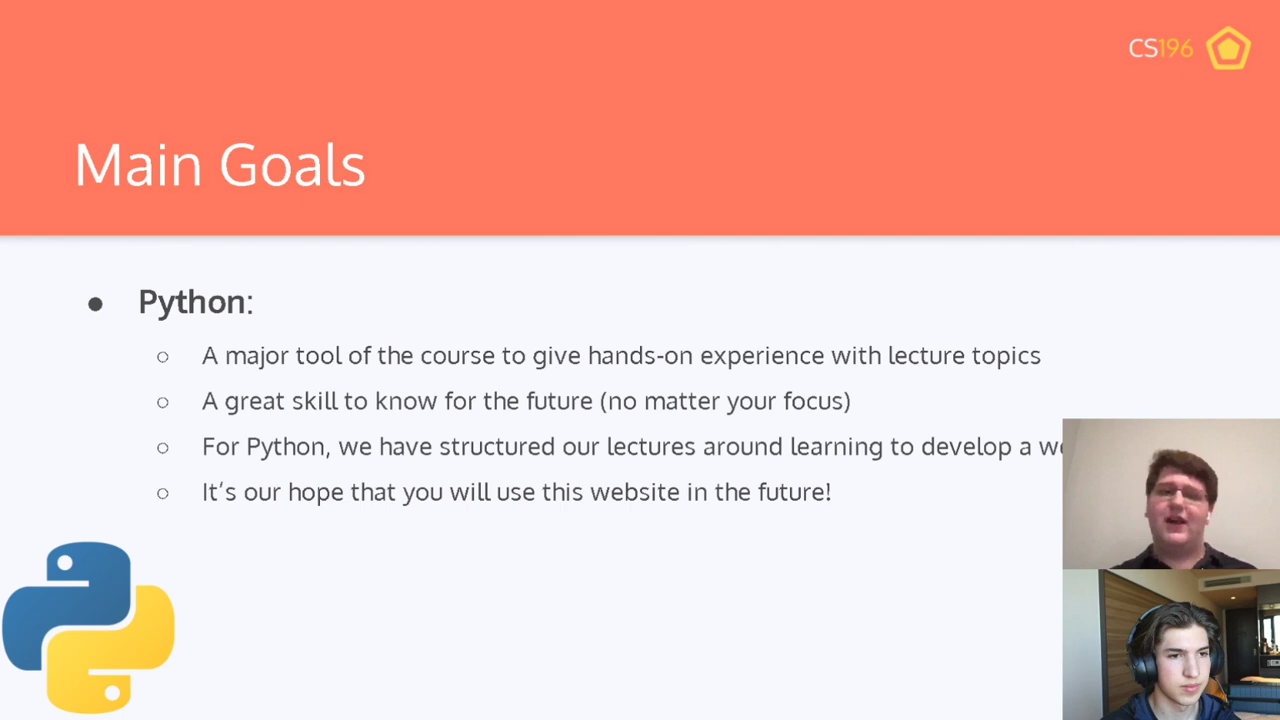 CS196
Main Goals
● Python:
○ A major tool of the course to give hands-on experience with lecture topics
○ A great skill to know for the future (no matter your focus)
○ For Python, we have structured our lectures around learning to develop a
○ It's our hope that you will use this website in the future!